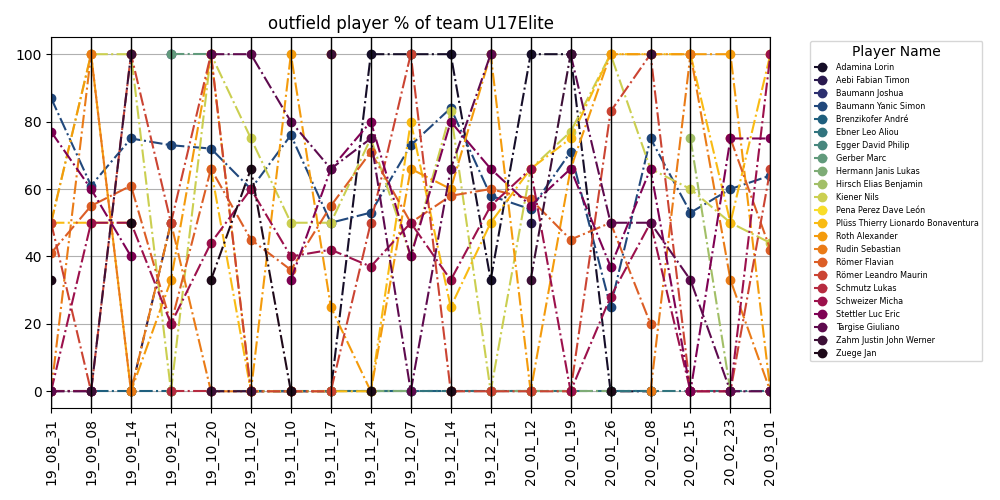 outfield player % of team U17Elite
100
80
60
40
20
0
19_08_31
19_09_08
19_09_14
19_09_21
19_10_20
19_11_02
19_11_10
19_11_17
19_11_24
19_12_07
19_12_14
19_12_21
20_01_12
20_01_19
20_01_26
20_02_08
20_02_15
20_02_23
20_03_01
Player Name
Adamina Lorin
Aebi Fabian Timon
Baumann Joshua
Baumann Yanic Simon
Brenzikofer André
Ebner Leo Aliou
Egger David Philip
Gerber Marc
Hermann Janis Lukas
Hirsch Elias Benjamin
Kiener Nils
Pena Perez Dave León
Plüss Thierry Lionardo Bonaventura
Roth Alexander
Rudin Sebastian
Römer Flavian
Römer Leandro Maurin
Schmutz Lukas
Schweizer Micha
Stettler Luc Eric
Targise Giuliano
Zahm Justin John Werner
Zuege Jan